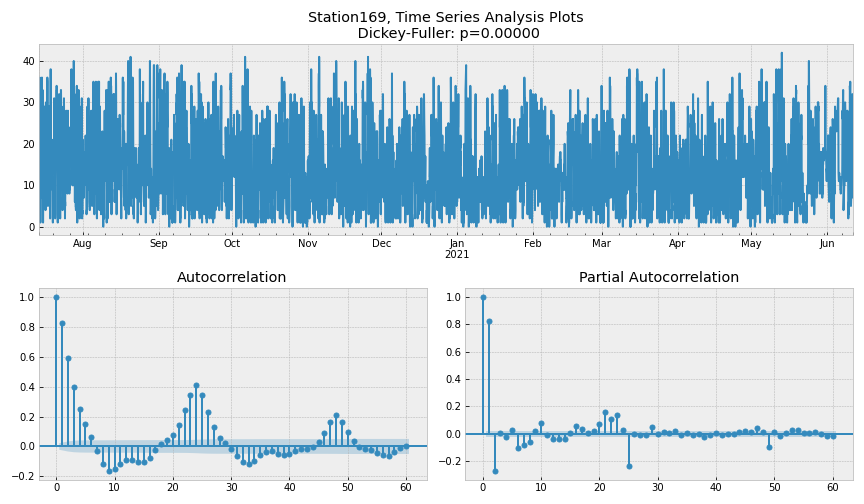 Station169, Time Series Analysis Plots
Dickey-Fuller: p=0.00000
40
30
20
10
0
Aug Sep Oct Nov Dec Jan Feb Mar Apr May Jun
2021
Autocorrelation
1.0
0.8
0.6
0.4
0.2
0.0
−0.2
0 10 20 30 40 50 60
Partial Autocorrelation
1.0
0.8
0.6
0.4
0.2
0.0
−0.2
0 10 20 30 40 50 60